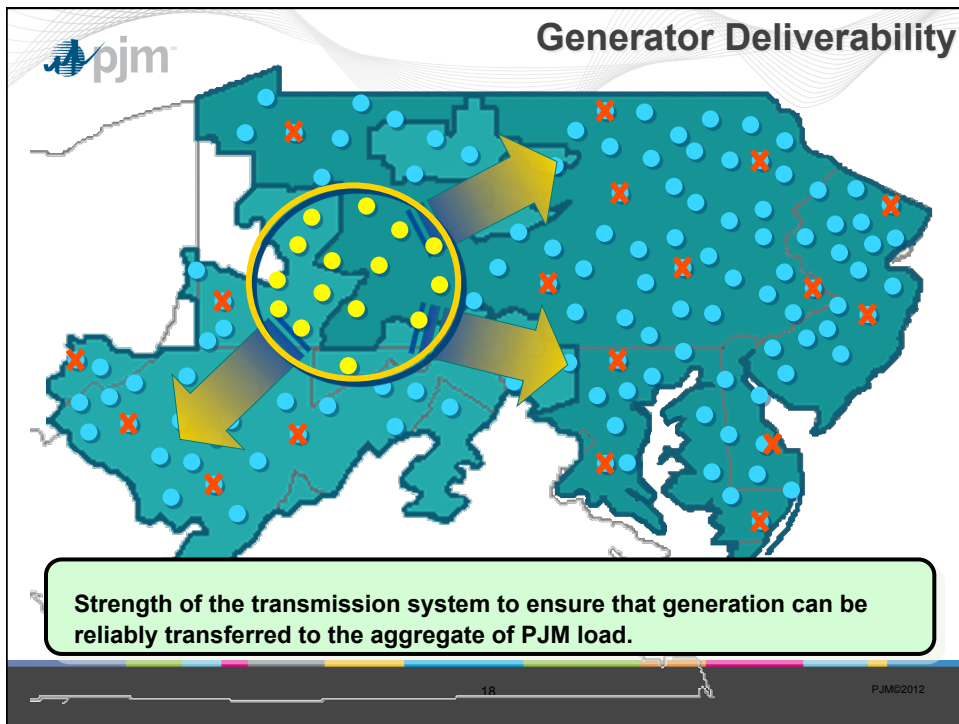 Generator Deliverability
pjm
Strength of the transmission system to ensure that generation can be
reliably transferred to the aggregate of PJM load.
18
PJM©2012